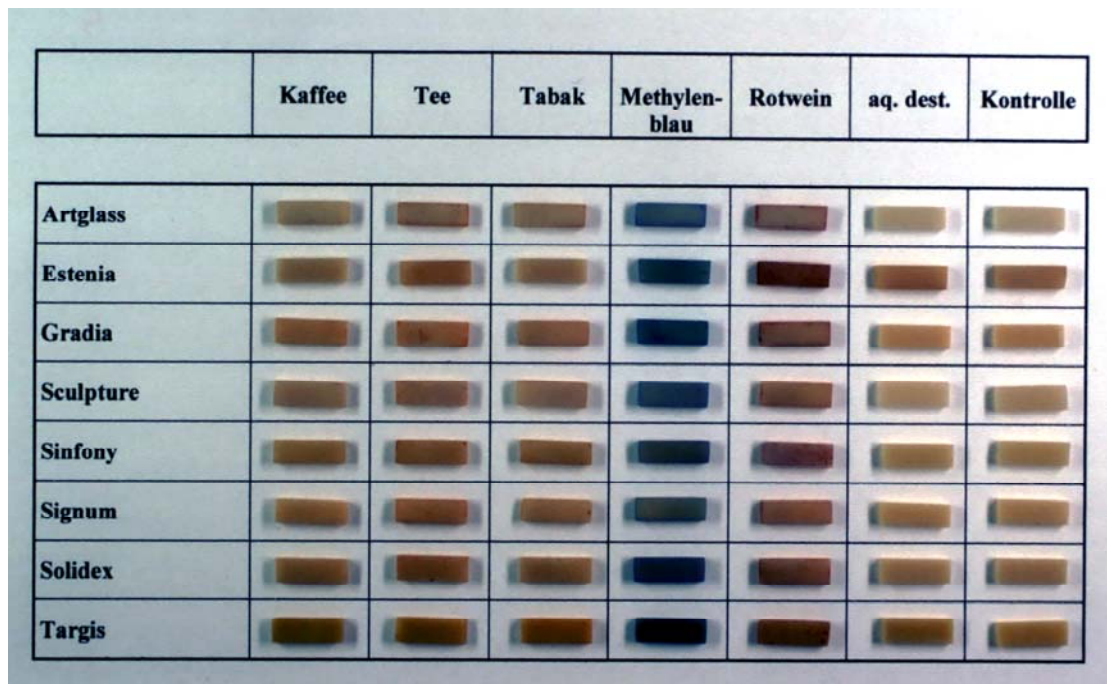 Kaffee Tee Tabak Methylen-blau Rotwein aq. dest. Kontrolle
Artglass
Estenia
Gradia
Sculpture
Sinfony
Signum
Solidex
Targis